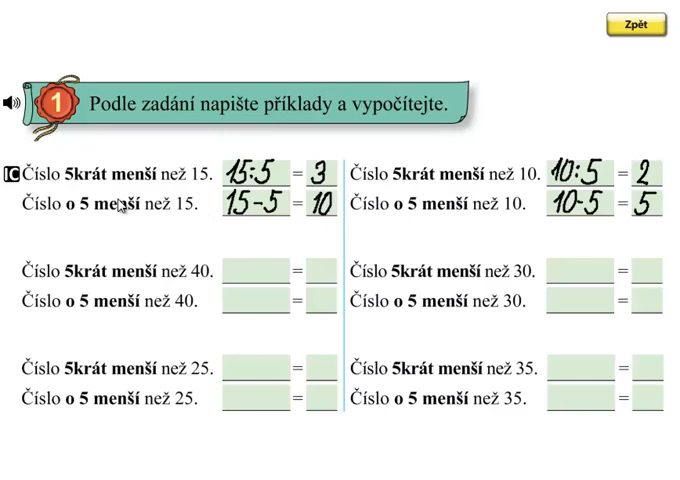 Zpět
1 Podle zadání napište příklady a vypočítejte.
IC Číslo 5krát menší než 15. 15:5 = 3
Číslo o 5 menší než 15. 15-5 = 10
Číslo 5krát menší než 40. =
Číslo o 5 menší než 40. =
Číslo 5krát menší než 25. =
Číslo o 5 menší než 25. =
Číslo 5krát menší než 10. 10:5 = 2
Číslo o 5 menší než 10. 10-5 = 5
Číslo 5krát menší než 30. =
Číslo o 5 menší než 30. =
Číslo 5krát menší než 35. =
Číslo o 5 menší než 35. =